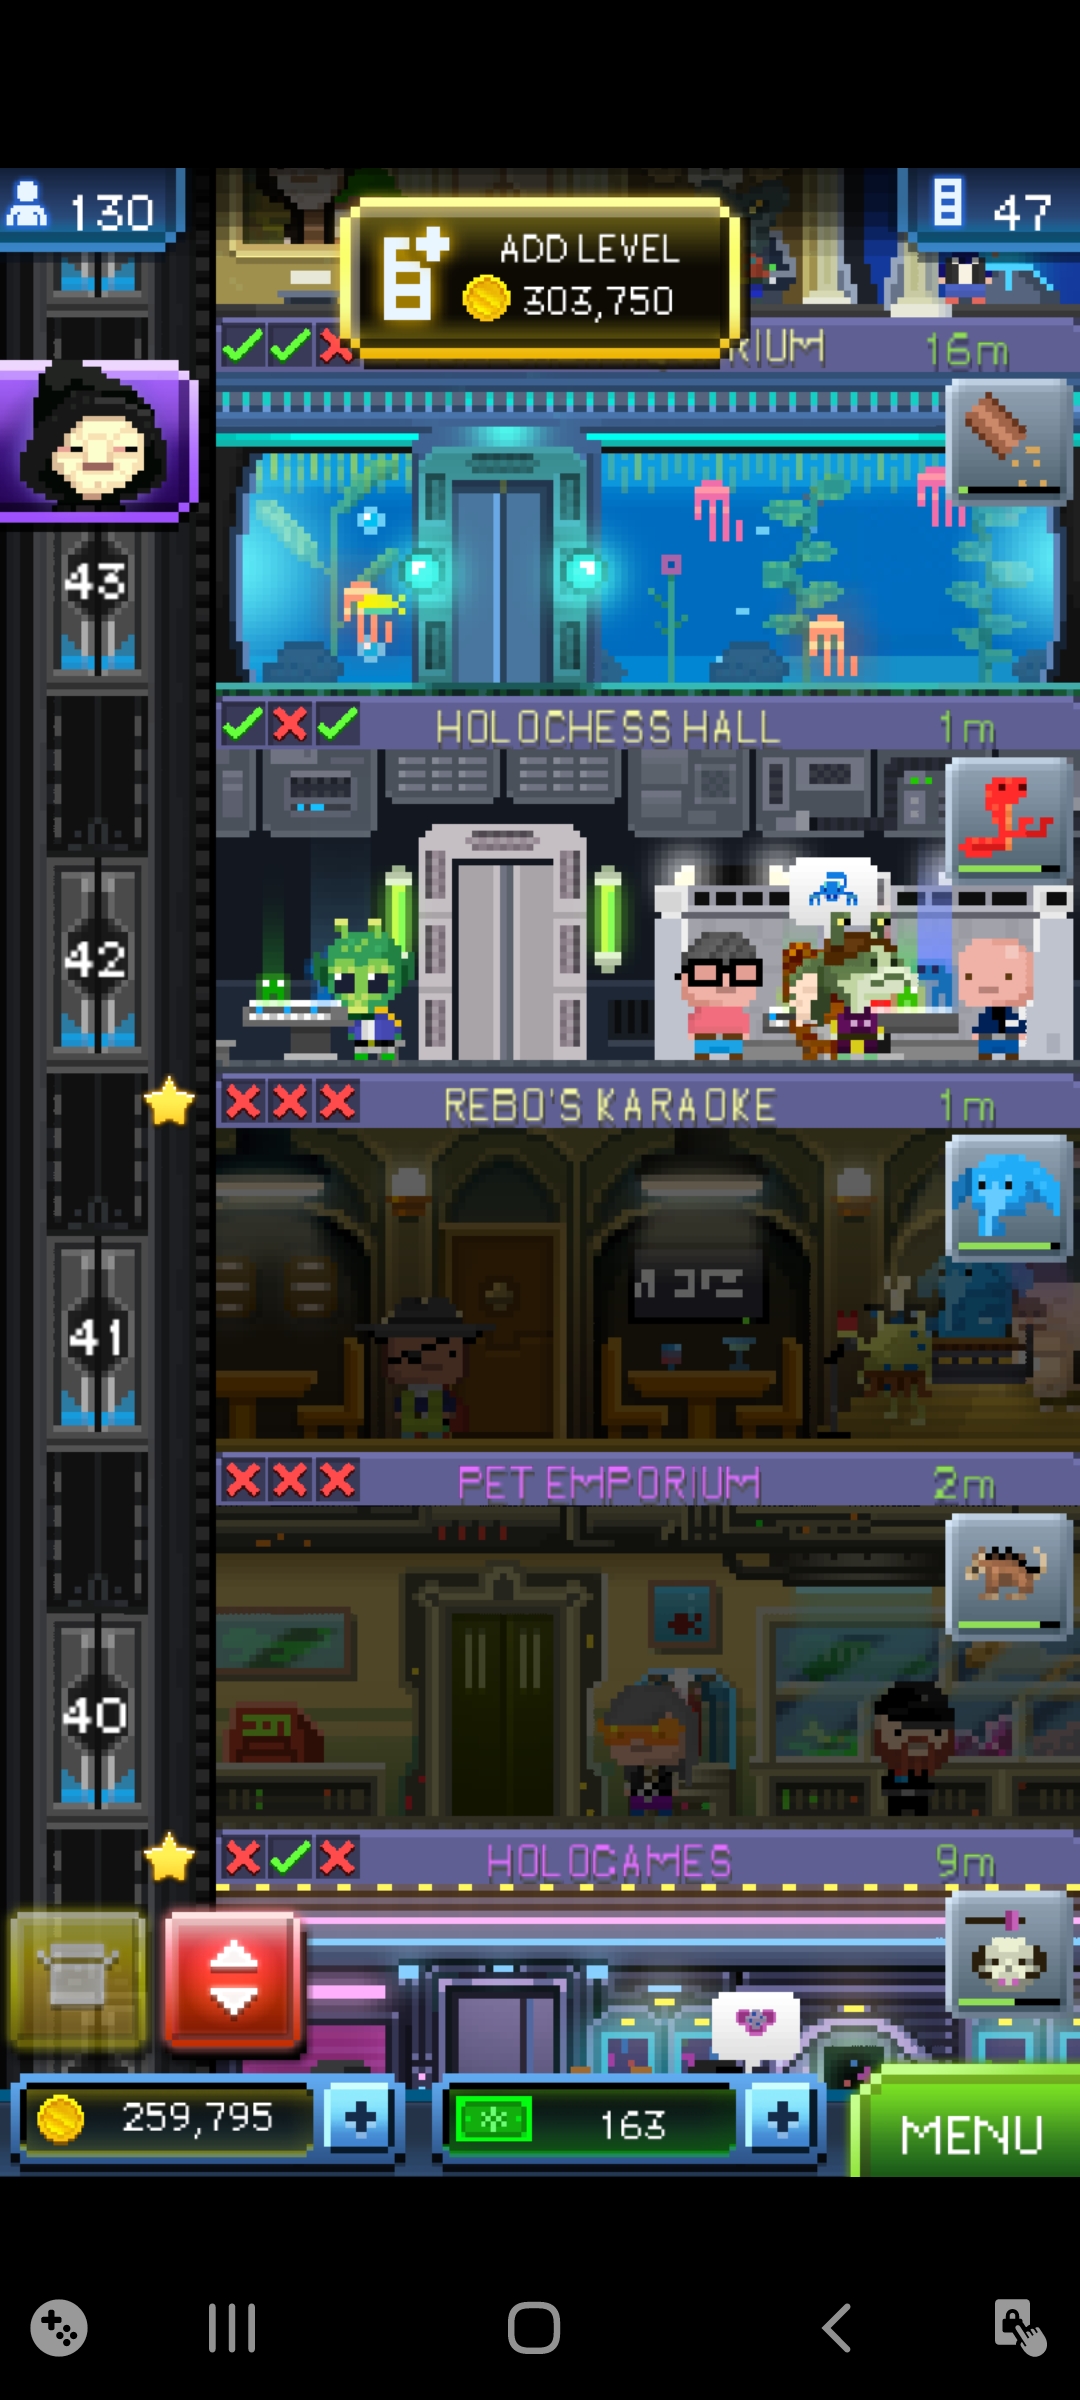 130
47
ADD LEVEL
303,750
RIUM 16m
43
HOLOCHESS HALL 1m
42
REBO'S KARAOKE 1m
41
PET EMPORIUM 2m
40
HOLOGAMES 9m
259,795
163
MENU